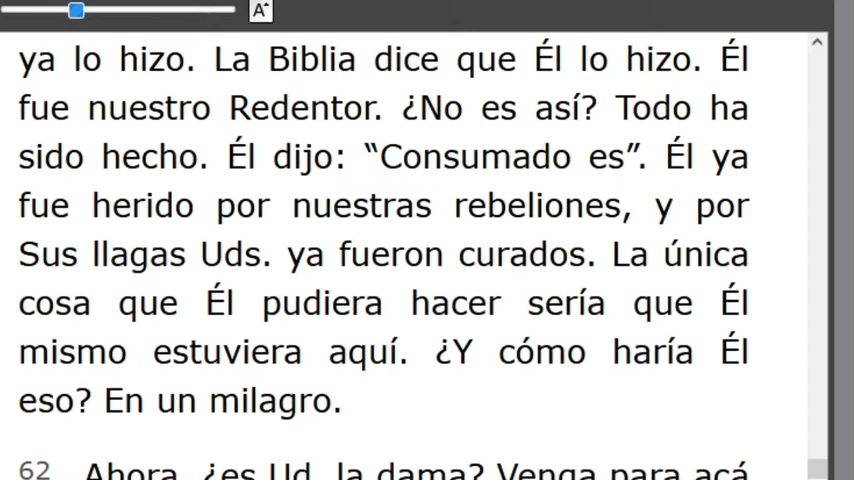 A
ya lo hizo. La Biblia dice que Él lo hizo. Él
fue nuestro Redentor. ¿No es así? Todo ha
sido hecho. Él dijo: “Consumado es”. Él ya
fue herido por nuestras rebeliones, y por
Sus llagas Uds. ya fueron curados. La única
cosa que Él pudiera hacer sería que Él
mismo estuviera aquí. ¿Y cómo haría Él
eso? En un milagro.
62 Ahora, ¿es Ud. la dama? Venga para acá